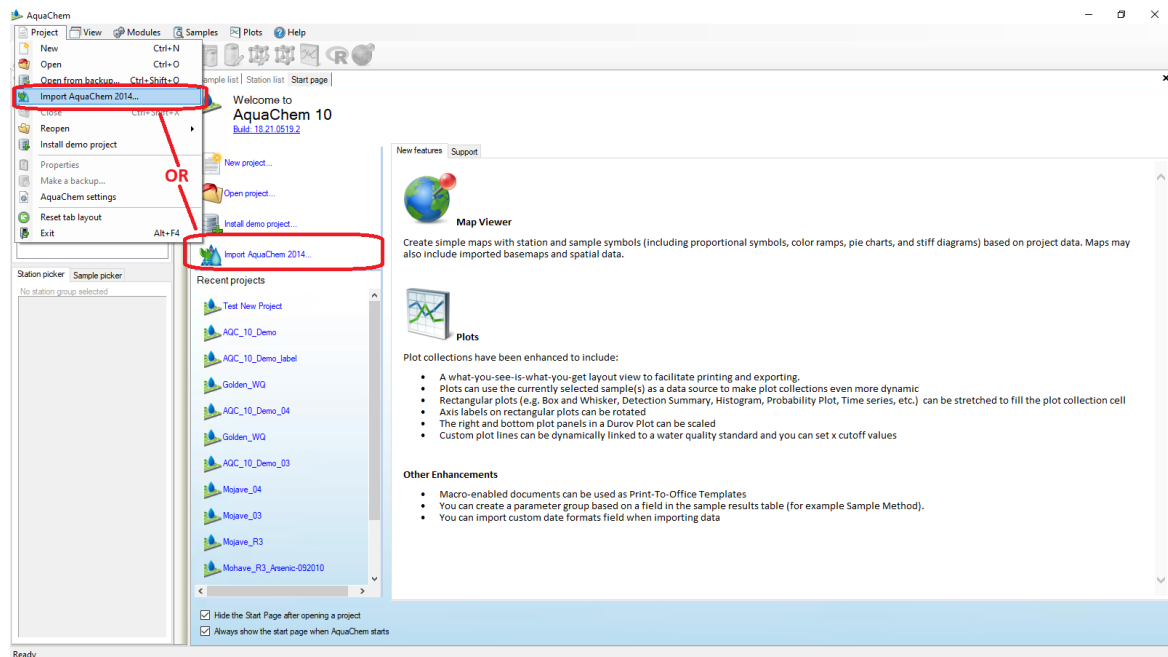 AquaChem
Project View Modules Samples Plots Help
New Ctrl+N
Open Ctrl+O
Open from backup... Ctrl+Shift+O
Import AquaChem 2014...
Close Ctrl+Shift+X
Reopen
Install demo project
Properties
Make a backup...
AquaChem settings
Reset tab layout
Exit Alt+F4
OR
ample list Station list Start page
Welcome to
AquaChem 10
Build: 18.21.0519.2
New project...
Open project...
Install demo project...
Import AquaChem 2014...
Recent projects
Test New Project
AQC_10_Demo
AQC_10_Demo_label
Golden_WQ
AQC_10_Demo_04
Golden_WQ
AQC_10_Demo_03
Mojave_04
Mojave_03
Mojave_R3
Mohave_R3_Arsenic-092010
Hide the Start Page after opening a project
Always show the start page when AquaChem starts
Station picker Sample picker
No station group selected
New features Support
Map Viewer
Create simple maps with station and sample symbols (including proportional symbols, color ramps, pie charts, and stiff diagrams) based on project data. Maps may
also include imported basemaps and spatial data.
Plots
Plot collections have been enhanced to include:
• A what-you-see-is-what-you-get layout view to facilitate printing and exporting.
• Plots can use the currently selected sample(s) as a data source to make plot collections even more dynamic
• Rectangular plots (e.g. Box and Whisker, Detection Summary, Histogram, Probability Plot, Time series, etc.) can be stretched to fill the plot collection cell
• Axis labels on rectangular plots can be rotated
• The right and bottom plot panels in a Durov Plot can be scaled
• Custom plot lines can be dynamically linked to a water quality standard and you can set x cutoff values
Other Enhancements
• Macro-enabled documents can be used as Print-To-Office Templates
• You can create a parameter group based on a field in the sample results table (for example Sample Method).
• You can import custom date formats field when importing data
Ready